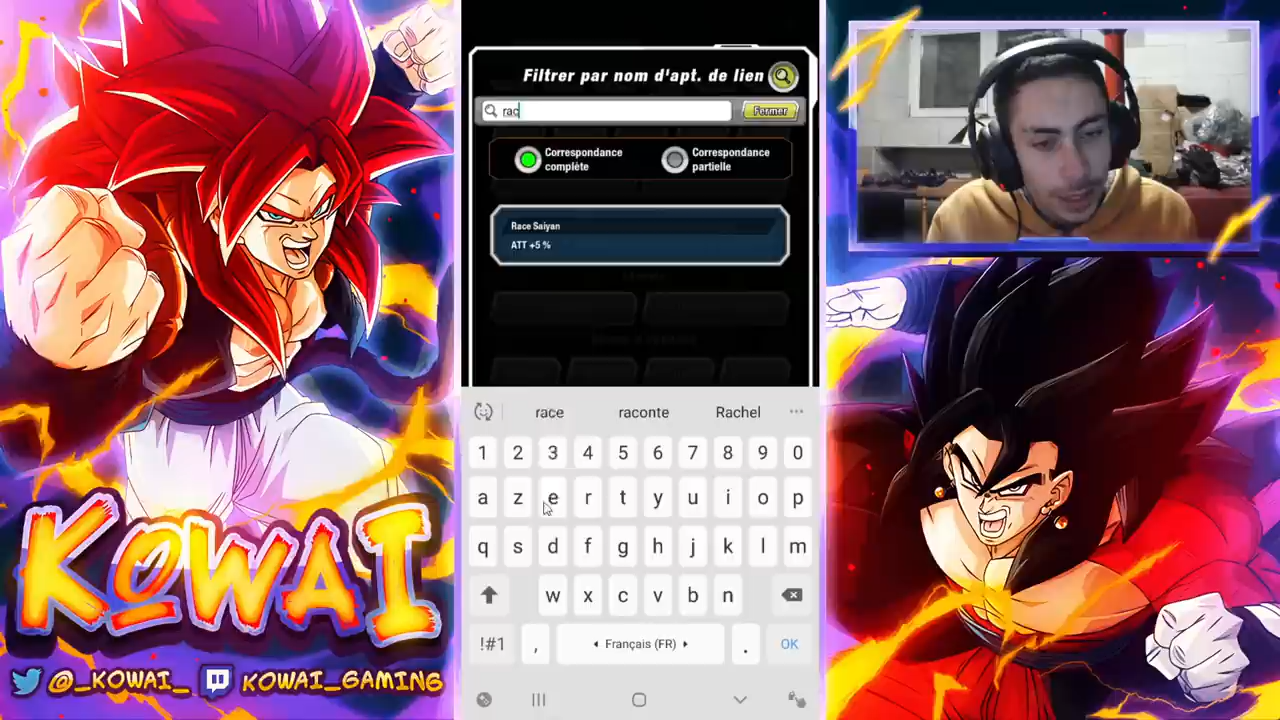 Filtrer par nom d'apt. de lien
rac
Fermer
Correspondance complète
Correspondance partielle
Race Saiyan
ATT +5 %
race raconte Rachel ...
1 2 3 4 5 6 7 8 9 0
a z e r t y u i o p
q s d f g h j k l m
w x c v b n
!#1 , Français (FR) . OK
KOWAI
@_KOWAI_ KOWAI_GAMING